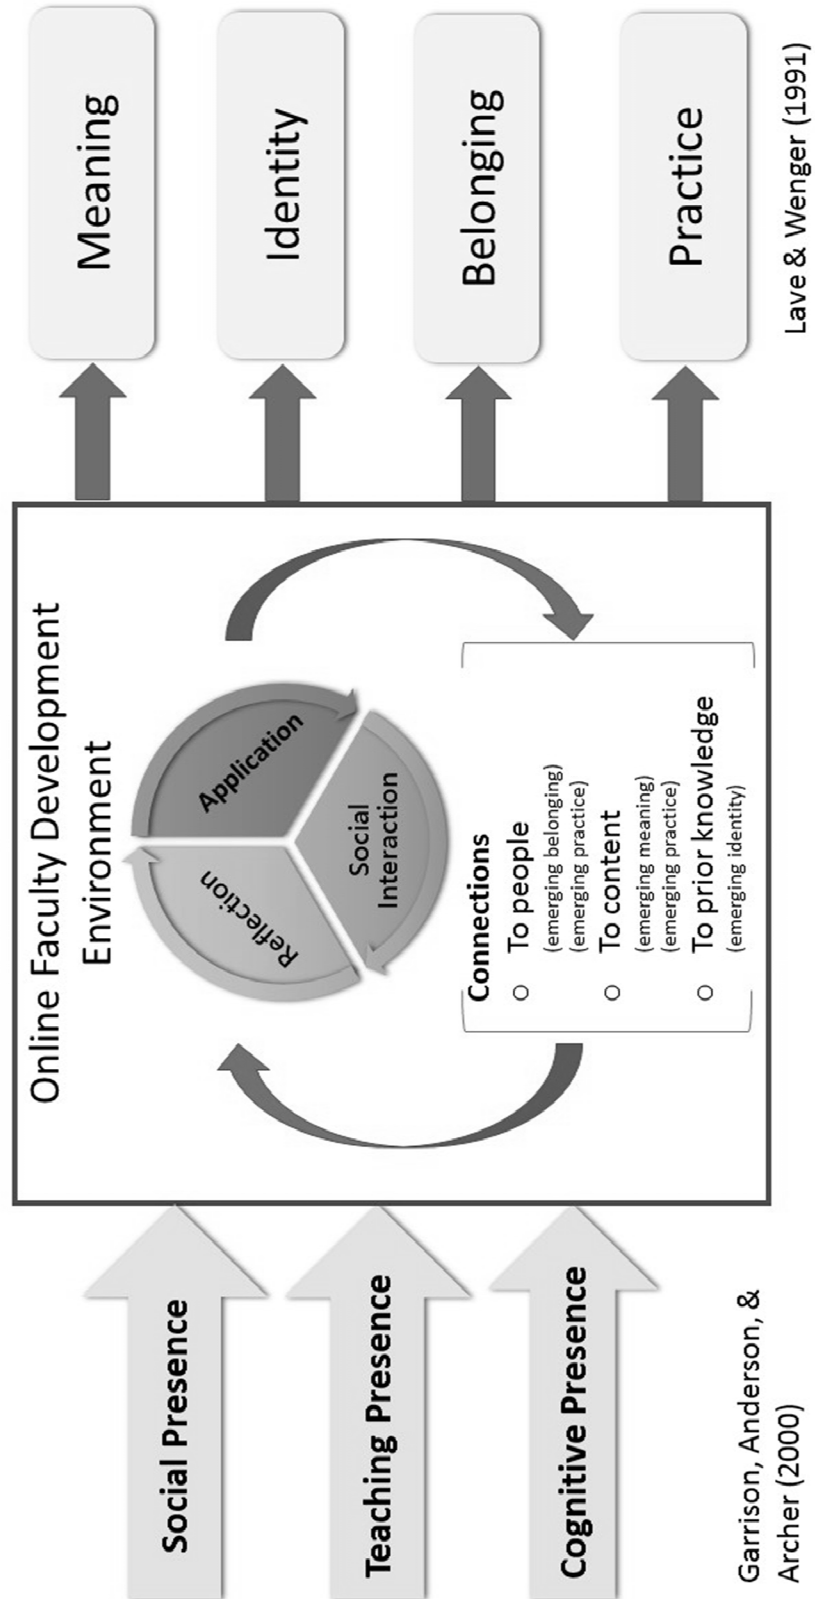 Social Presence
Teaching Presence
Cognitive Presence
Garrison, Anderson, &
Archer (2000)
Online Faculty Development
Environment
Reflection
Application
Social
Interaction
Connections
○ To people
(emerging belonging)
(emerging practice)
○ To content
(emerging meaning)
(emerging practice)
○ To prior knowledge
(emerging identity)
Meaning
Identity
Belonging
Practice
Lave & Wenger (1991)